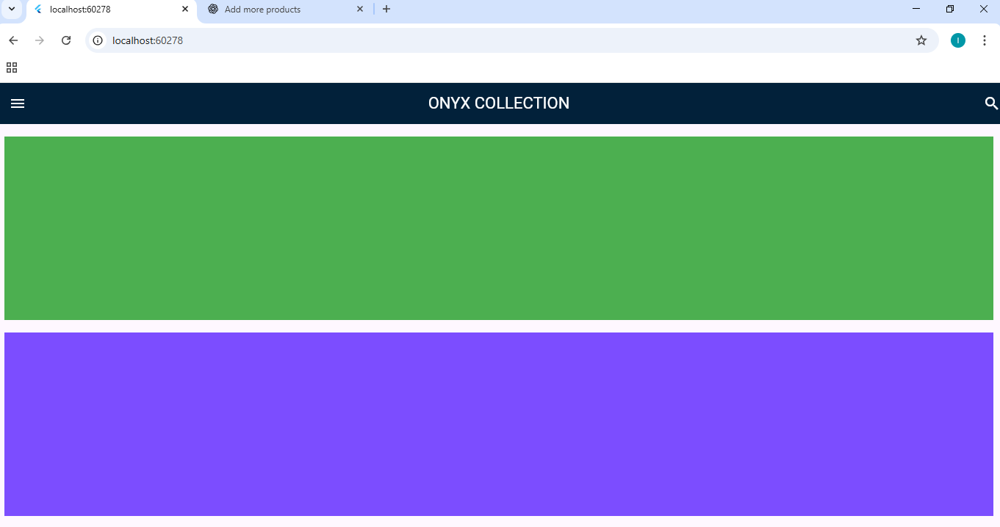 localhost:60278
Add more products
localhost:60278
I
ONYX COLLECTION